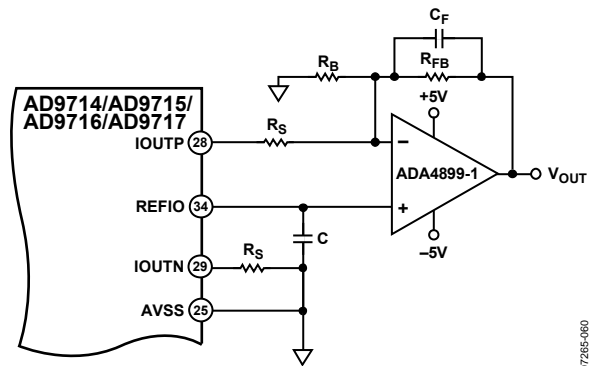 CF
RB
RFB
+5V
AD9714/AD9715/
AD9716/AD9717
IOUTP 28
RS
–
ADA4899-1
VOUT
REFIO 34
+
C
–5V
IOUTN 29
RS
AVSS 25
07265-060